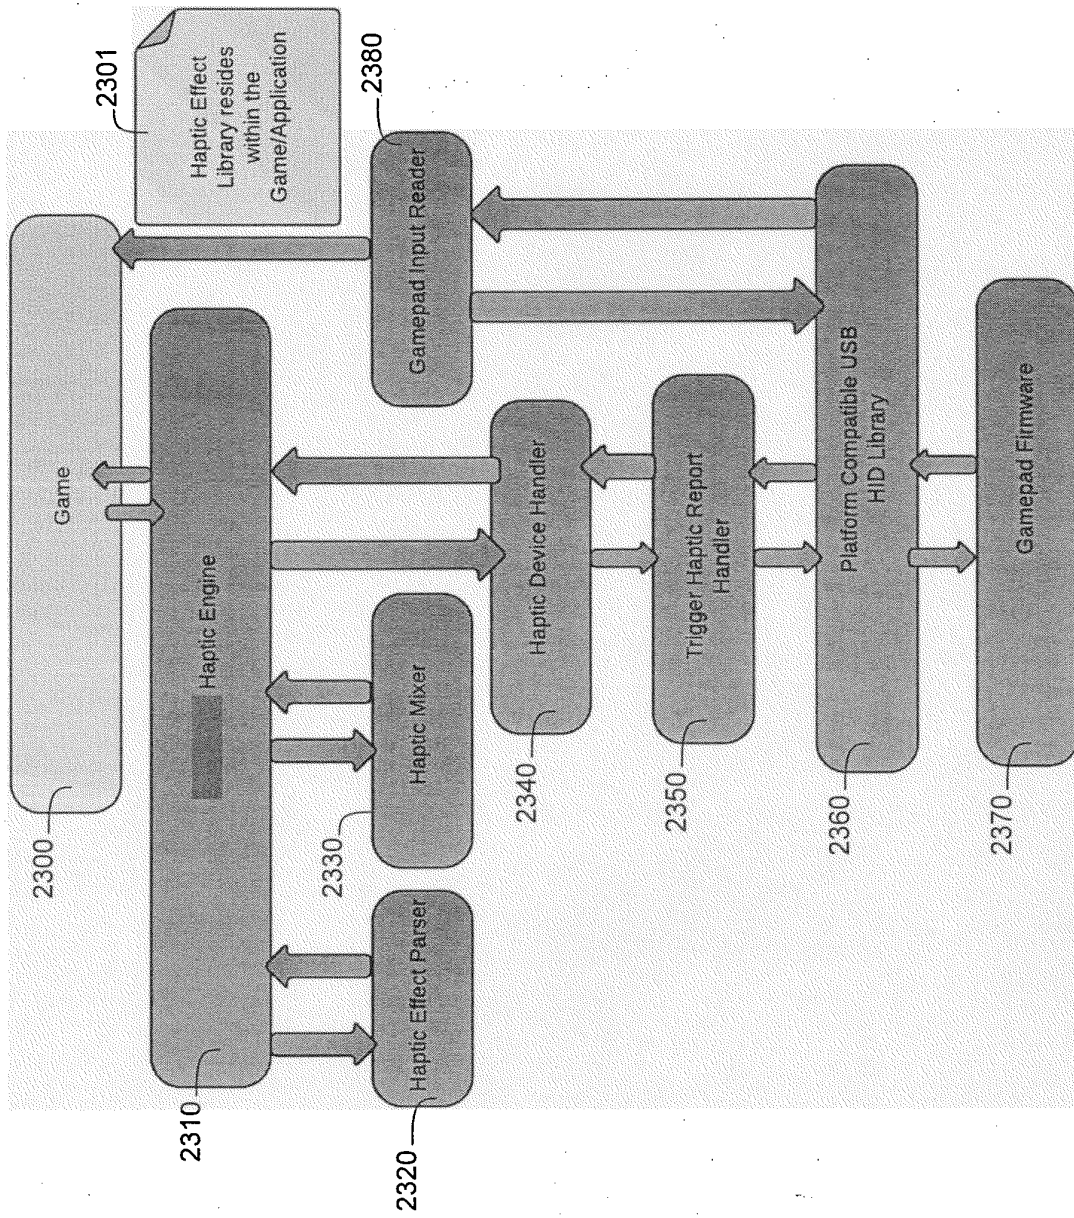 2301
Haptic Effect
Library resides
within the
Game/Application
2300
Game
2310
Haptic Engine
2320
Haptic Effect Parser
2330
Haptic Mixer
2380
Gamepad Input Reader
2340
Haptic Device Handler
2350
Trigger Haptic Report
Handler
2360
Platform Compatible USB
HID Library
2370
Gamepad Firmware